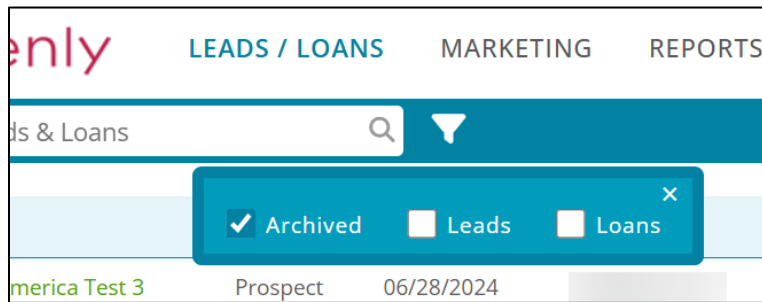 enly LEADS / LOANS MARKETING REPORTS
ds & Loans
Archived Leads Loans
merica Test 3 Prospect 06/28/2024